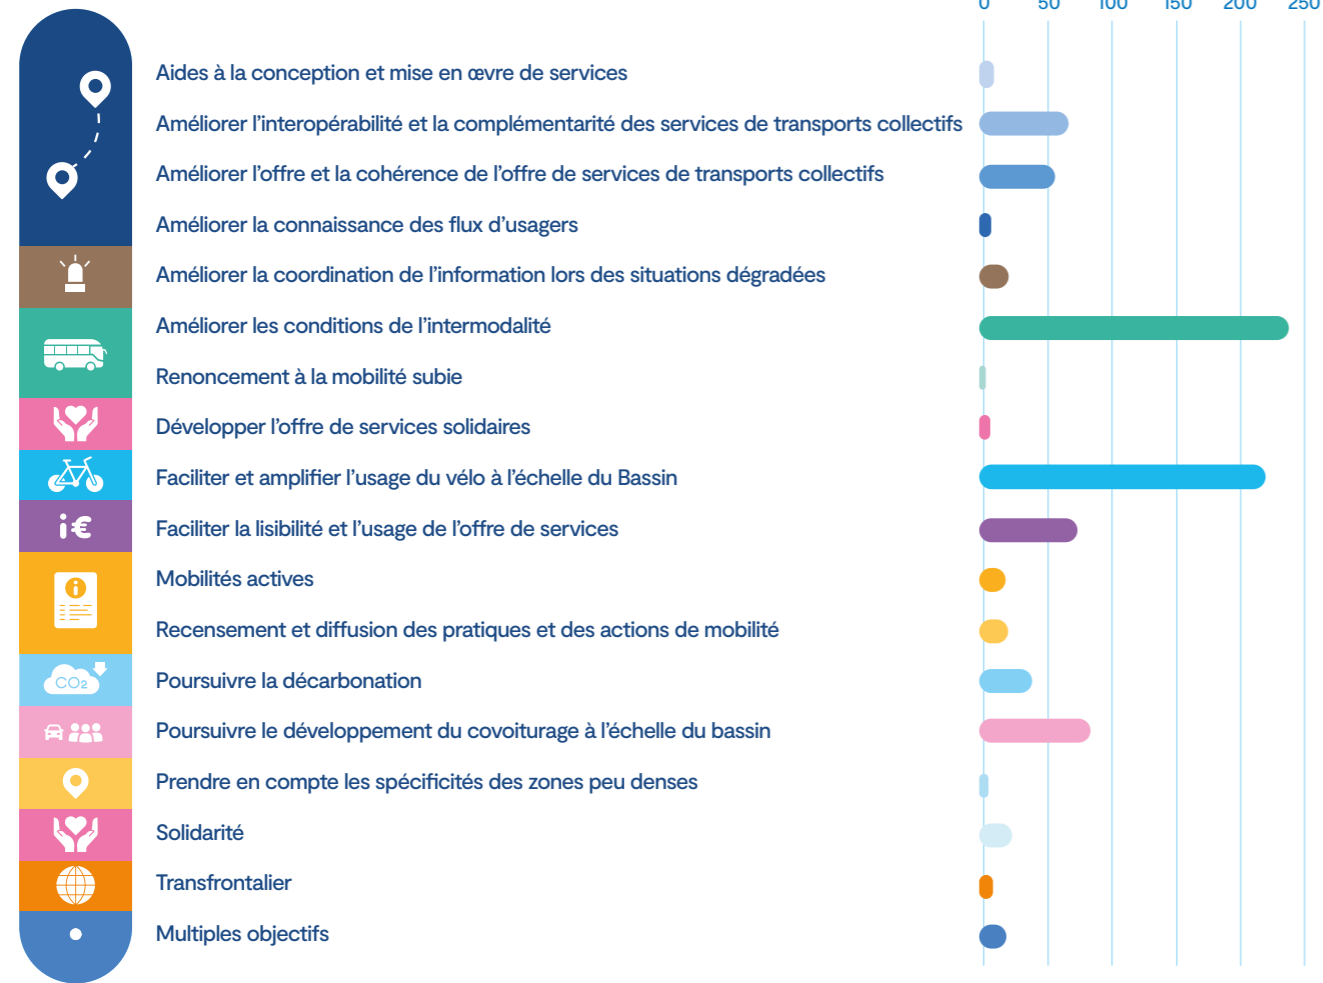 0 50 100 150 200 250
Aides à la conception et mise en œvre de services
Améliorer l'interopérabilité et la complémentarité des services de transports collectifs
Améliorer l'offre et la cohérence de l'offre de services de transports collectifs
Améliorer la connaissance des flux d'usagers
Améliorer la coordination de l'information lors des situations dégradées
Améliorer les conditions de l'intermodalité
Renoncement à la mobilité subie
Développer l'offre de services solidaires
Faciliter et amplifier l'usage du vélo à l'échelle du Bassin
i€
Faciliter la lisibilité et l'usage de l'offre de services
Mobilités actives
i
Recensement et diffusion des pratiques et des actions de mobilité
CO2
Poursuivre la décarbonation
Poursuivre le développement du covoiturage à l'échelle du bassin
Prendre en compte les spécificités des zones peu denses
Solidarité
Transfrontalier
Multiples objectifs